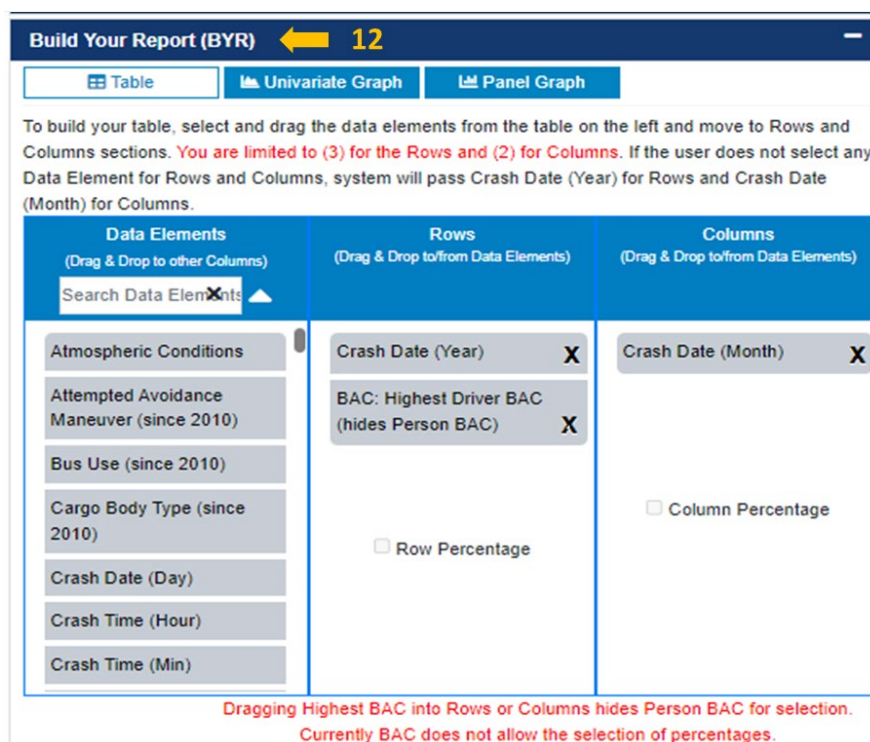 Build Your Report (BYR) 12
Table
Univariate Graph
Panel Graph
To build your table, select and drag the data elements from the table on the left and move to Rows and
Columns sections. You are limited to (3) for the Rows and (2) for Columns. If the user does not select any
Data Element for Rows and Columns, system will pass Crash Date (Year) for Rows and Crash Date
(Month) for Columns.
Data Elements
(Drag & Drop to other Columns)
Search Data Elements
Atmospheric Conditions
Attempted Avoidance
Maneuver (since 2010)
Bus Use (since 2010)
Cargo Body Type (since
2010)
Crash Date (Day)
Crash Time (Hour)
Crash Time (Min)
Rows
(Drag & Drop to/from Data Elements)
Crash Date (Year) X
BAC: Highest Driver BAC
(hides Person BAC) X
Row Percentage
Columns
(Drag & Drop to/from Data Elements)
Crash Date (Month) X
Column Percentage
Dragging Highest BAC into Rows or Columns hides Person BAC for selection.
Currently BAC does not allow the selection of percentages.